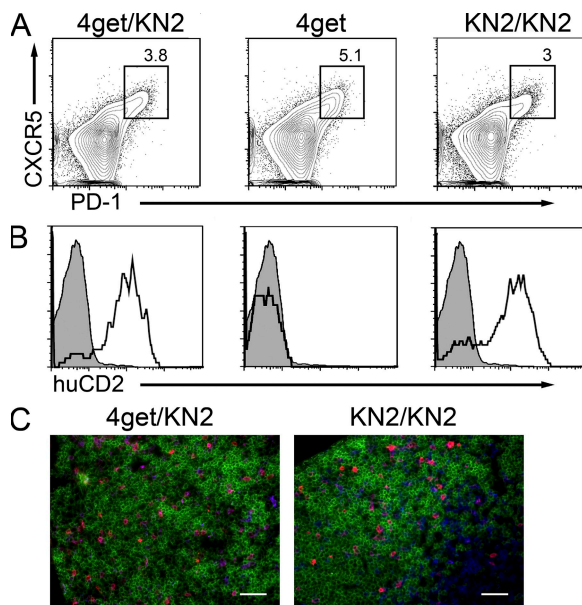 A
4get/KN2
4get
KN2/KN2
3.8
5.1
3
CXCR5
PD-1
B
huCD2
C
4get/KN2
KN2/KN2